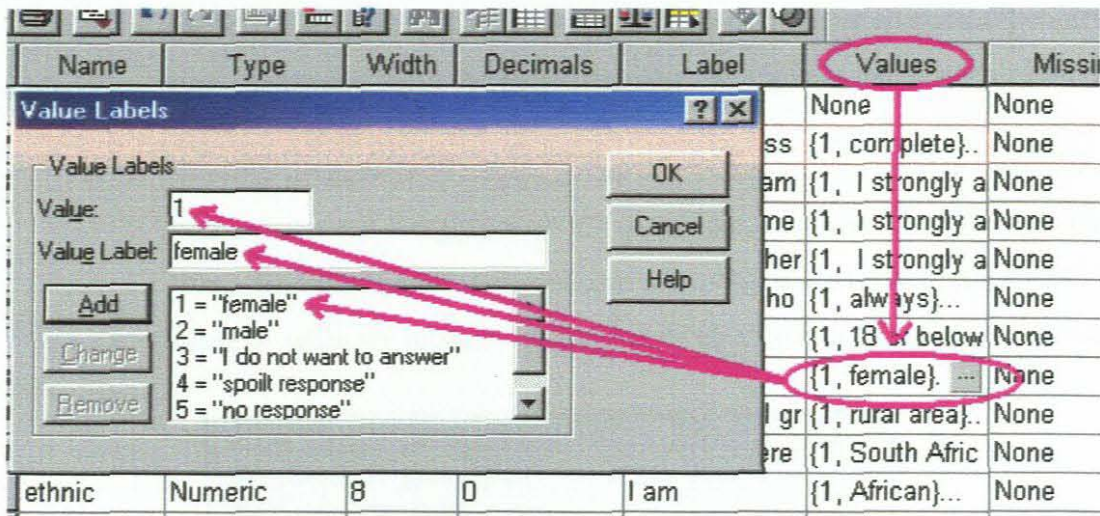 Name Type Width Decimals Label Values Missin
Value Labels
None None
ss {1, complete}.. None
Value Labels
OK
am {1, I strongly a None
Value: 1
Cancel
me {1, I strongly a None
Value Label: female
her {1, I strongly a None
Help
Add
1 = "female"
ho {1, always}... None
2 = "male"
{1, 18 or below None
Change
3 = "I do not want to answer"
4 = "spoilt response"
{1, female}. ... None
Remove
5 = "no response"
l gr {1, rural area}.. None
ere {1, South Afric None
ethnic Numeric 8 0 I am {1, African}... None